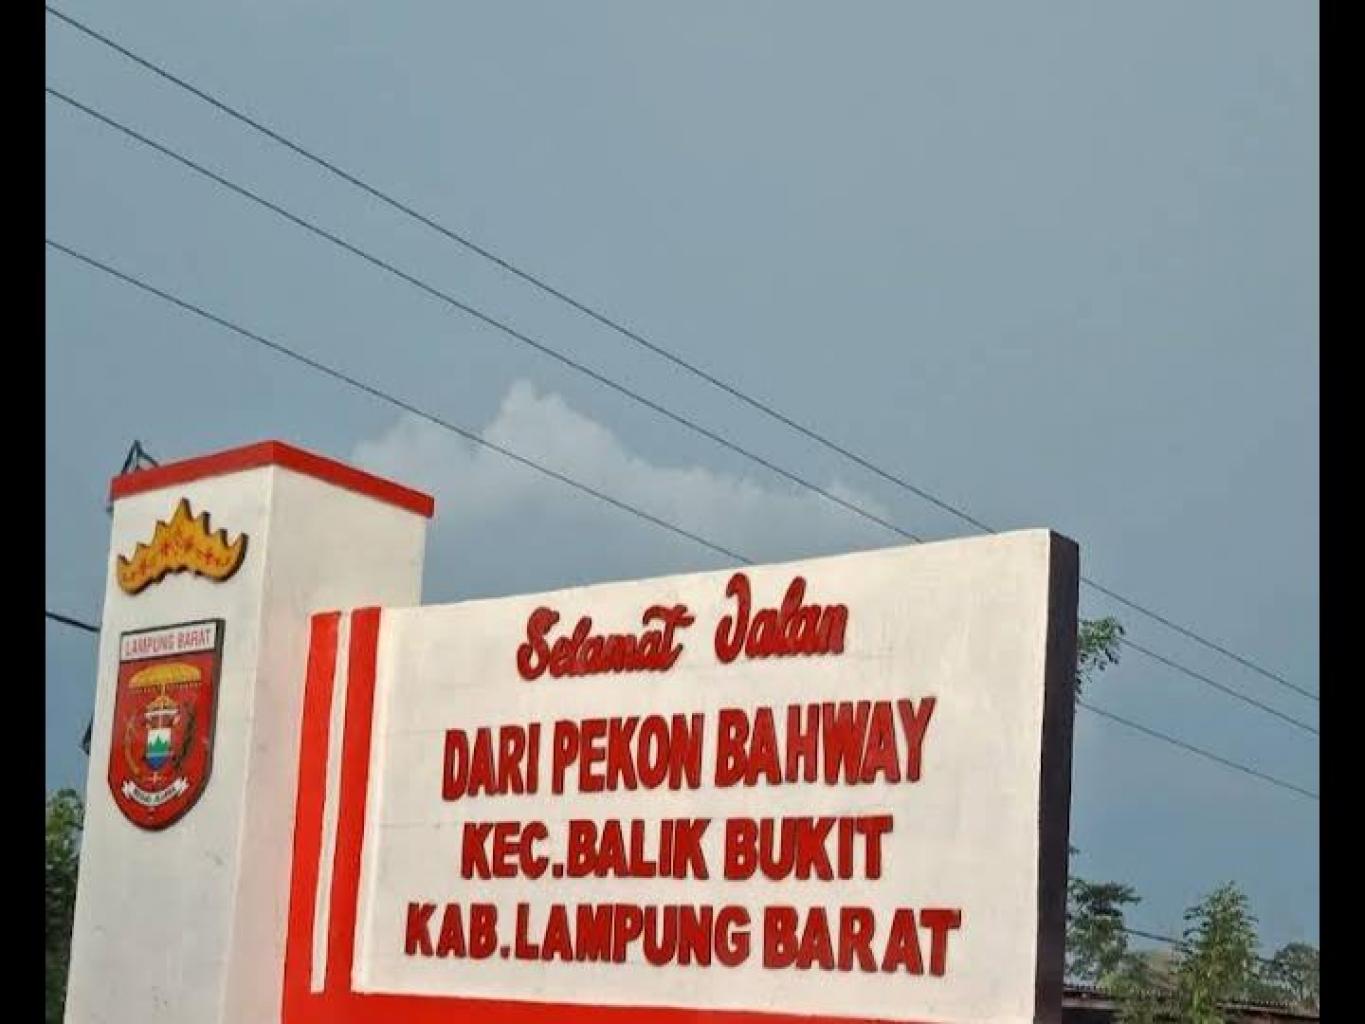 LAMPUNG BARAT
Selamat Jalan
DARI PEKON BAHWAY
KEC.BALIK BUKIT
KAB.LAMPUNG BARAT